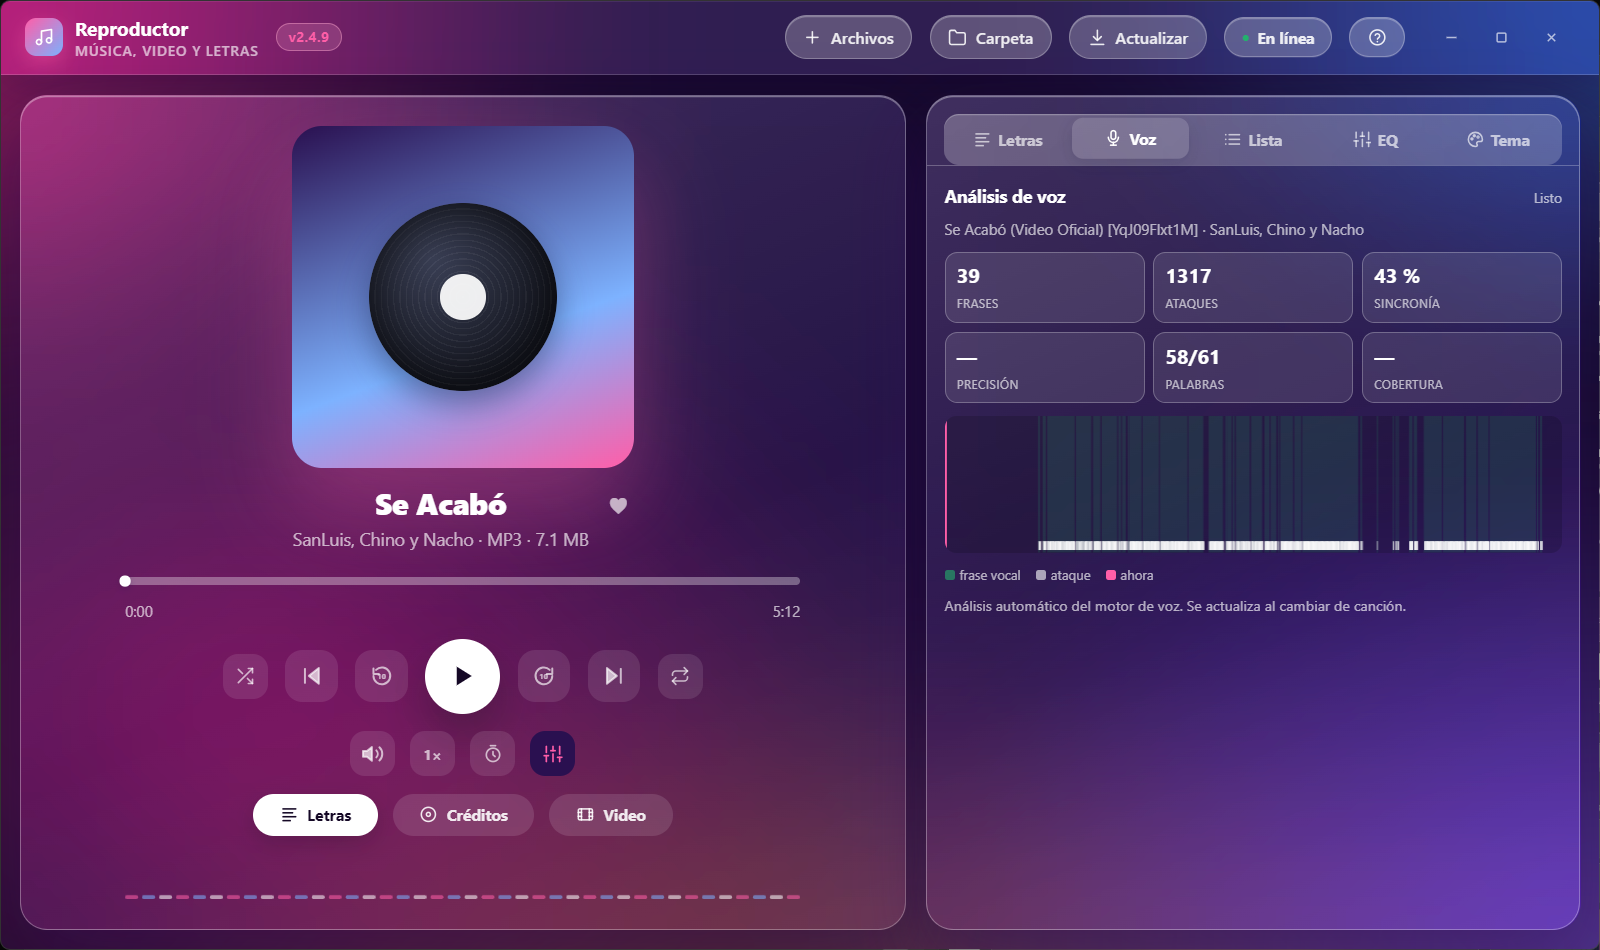 Reproductor
MÚSICA, VIDEO Y LETRAS
v2.4.9
Archivos
Carpeta
Actualizar
En línea
Se Acabó
SanLuis, Chino y Nacho · MP3 · 7.1 MB
0:00
5:12
10
10
1×
Letras
Créditos
Video
Letras
Voz
Lista
EQ
Tema
Análisis de voz
Listo
Se Acabó (Video Oficial) [YqJ09Flxt1M] · SanLuis, Chino y Nacho
39
FRASES
1317
ATAQUES
43 %
SINCRONÍA
—
PRECISIÓN
58/61
PALABRAS
—
COBERTURA
frase vocal
ataque
ahora
Análisis automático del motor de voz. Se actualiza al cambiar de canción.